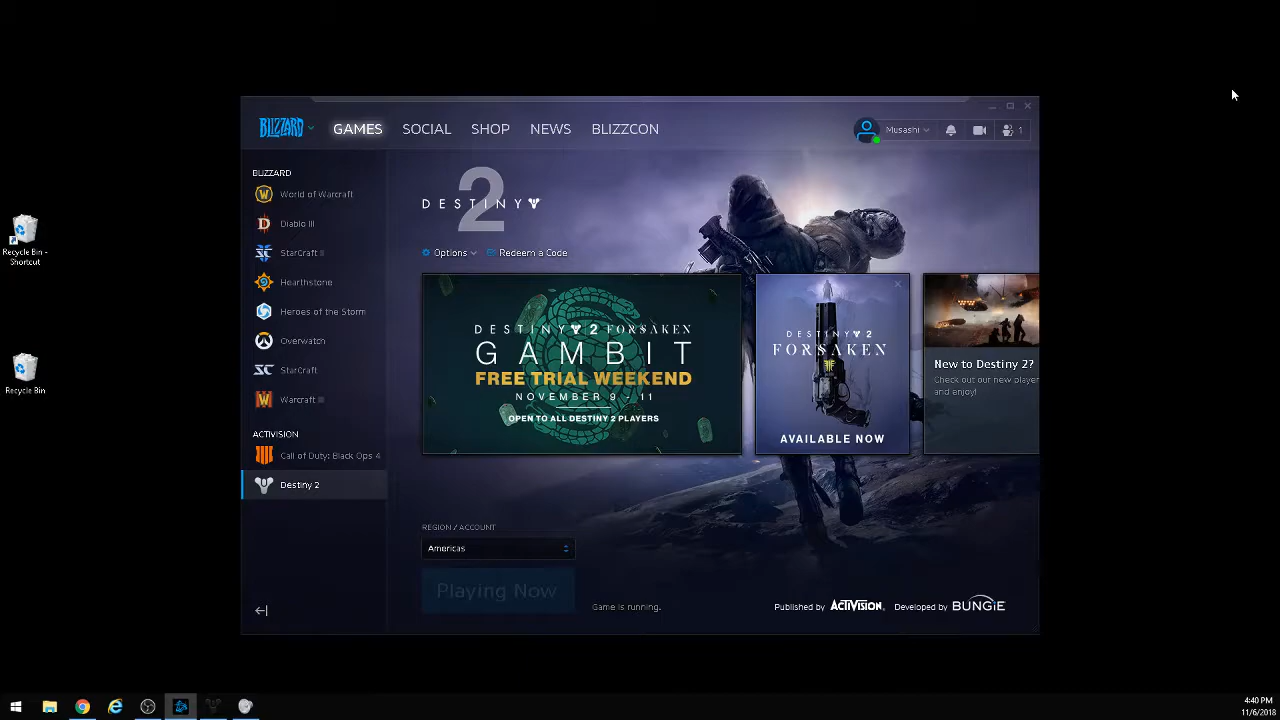 BLIZZARD
GAMES
SOCIAL
SHOP
NEWS
BLIZZCON
Musashi
1
Recycle Bin -
Shortcut
Recycle Bin
BLIZZARD
World of Warcraft
Diablo III
StarCraft II
Hearthstone
Heroes of the Storm
Overwatch
StarCraft
Warcraft III
ACTIVISION
Call of Duty: Black Ops 4
Destiny 2
DESTINY 2
Options
Redeem a Code
DESTINY 2 FORSAKEN
GAMBIT
FREE TRIAL WEEKEND
NOVEMBER 9 - 11
OPEN TO ALL DESTINY 2 PLAYERS
DESTINY 2
FORSAKEN
AVAILABLE NOW
New to Destiny 2?
Check out our new player
and enjoy!
REGION / ACCOUNT
Americas
Playing Now
Game is running.
Published by ACTIVISION.
Developed by BUNGIE
4:40 PM
11/6/2018